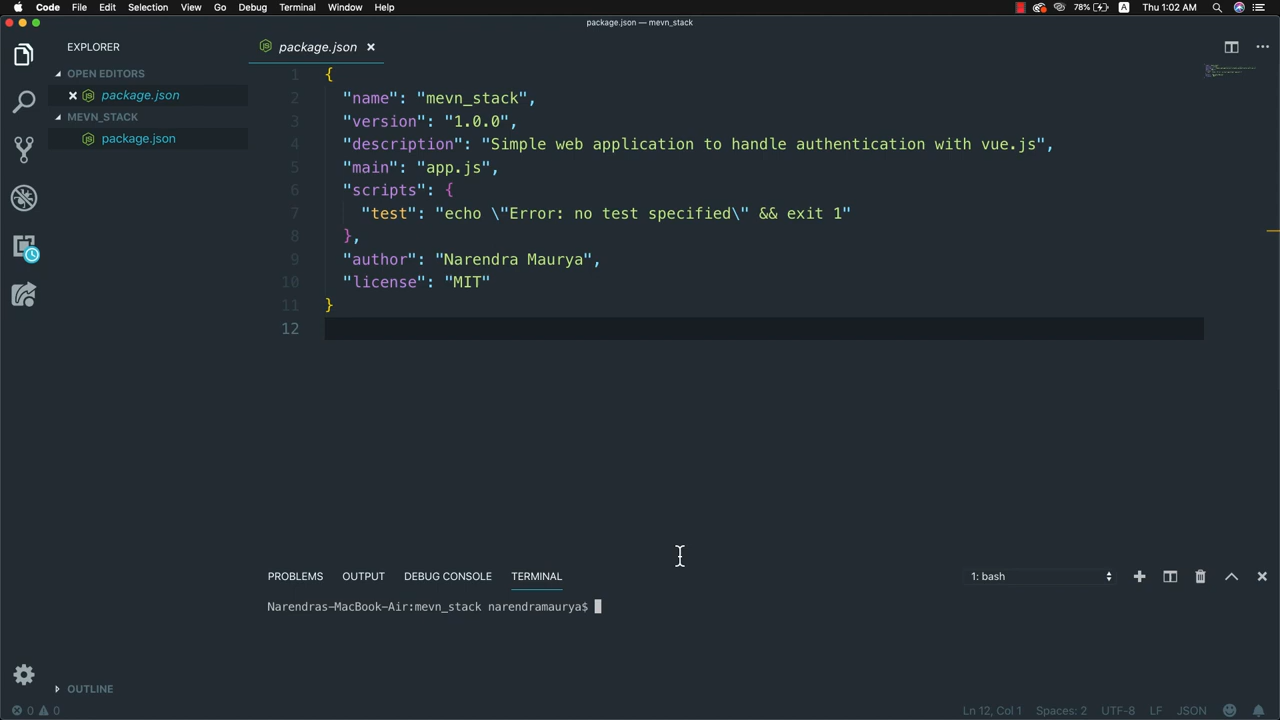 Code File Edit Selection View Go Debug Terminal Window Help 78% A Thu 1:02 AM
package.json — mevn_stack
EXPLORER
OPEN EDITORS
package.json
MEVN_STACK
package.json
OUTLINE
package.json
1 {
2 "name": "mevn_stack",
3 "version": "1.0.0",
4 "description": "Simple web application to handle authentication with vue.js",
5 "main": "app.js",
6 "scripts": {
7 "test": "echo \"Error: no test specified\" && exit 1"
8 },
9 "author": "Narendra Maurya",
10 "license": "MIT"
11 }
12
PROBLEMS OUTPUT DEBUG CONSOLE TERMINAL 1: bash
Narendras-MacBook-Air:mevn_stack narendramaurya$
0 0 Ln 12, Col 1 Spaces: 2 UTF-8 LF JSON